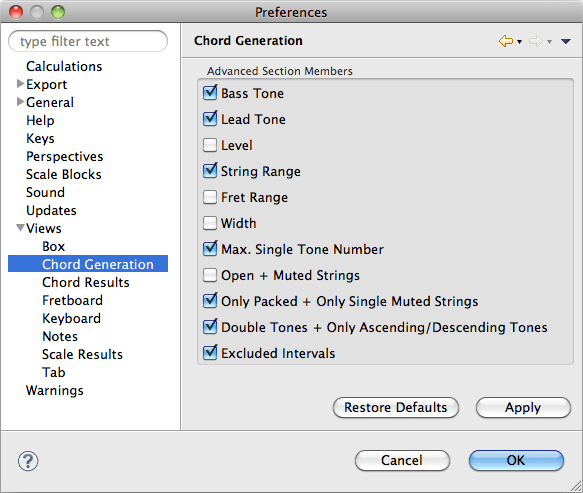 Preferences
type filter text
Calculations
Export
General
Help
Keys
Perspectives
Scale Blocks
Sound
Updates
Views
Box
Chord Generation
Chord Results
Fretboard
Keyboard
Notes
Scale Results
Tab
Warnings
Chord Generation
Advanced Section Members
Bass Tone
Lead Tone
Level
String Range
Fret Range
Width
Max. Single Tone Number
Open + Muted Strings
Only Packed + Only Single Muted Strings
Double Tones + Only Ascending/Descending Tones
Excluded Intervals
Restore Defaults
Apply
?
Cancel
OK